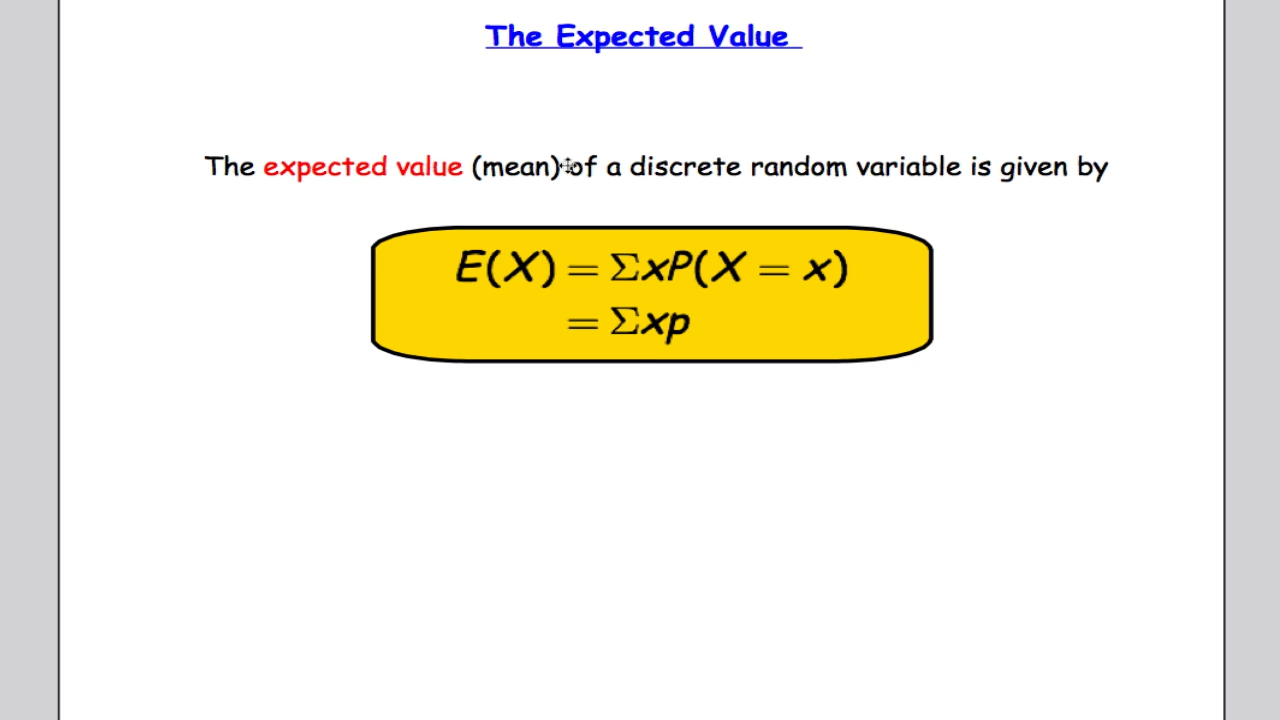 The Expected Value
The expected value (mean) of a discrete random variable is given by
E(X) = ΣxP(X = x)
= Σxp